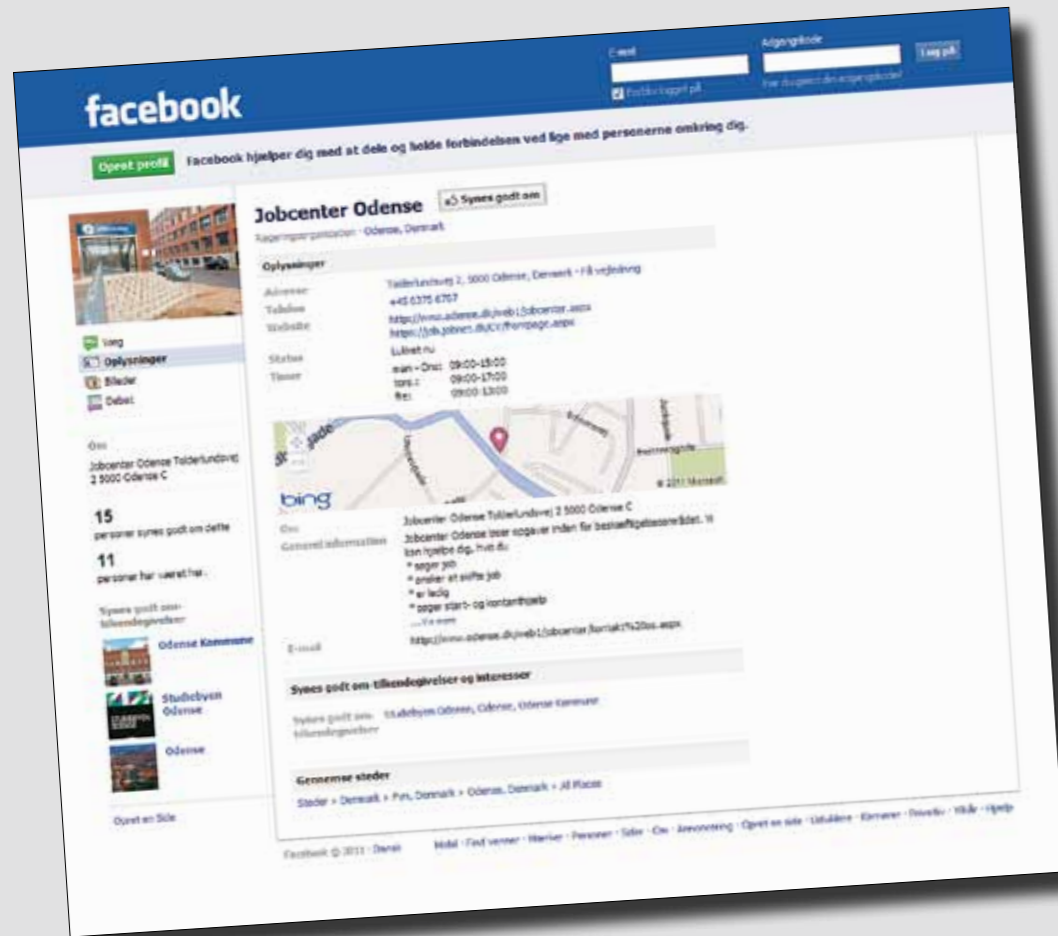 facebook
E-mail
Adgangskode
Log på
Forbliv logget på
Har du glemt din adgangskode?
Opret profil
Facebook hjælper dig med at dele og holde forbindelsen ved lige med personerne omkring dig.
Jobcenter Odense
Synes godt om
Odense, Denmark
Væg
Oplysninger
Billeder
Debat
Om
Jobcenter Odense Tolderlundsvej
2 5000 Odense C
15
personer synes godt om dette
11
personer har været her.
Synes godt om-
tilkendegivelser
Odense Kommune
Studiebyen
Odense
Odense
Opret en Side
Oplysninger
Adresse
Tolderlundsvej 2, 5000 Odense, Denmark · Få vejledning
Telefon
+45 6375 6767
Website
http://www.odense.dk/web1/jobcenter.aspx
https://job.jobnet.dk/CV/frontpage.aspx
Status
Lukket nu
Timer
man - Ons: 09:00-15:00
tors.: 09:00-17:00
fre: 09:00-13:00
bing
© 2011 Microsoft
Om
Jobcenter Odense Tolderlundsvej 2 5000 Odense C
Generel information
Jobcenter Odense løser opgaver inden for beskæftigelsesområdet. Vi
kan hjælpe dig, hvis du
* søger job
* ønsker at skifte job
* er ledig
* søger start- og kontanthjælp
... Vis mere
E-mail
http://www.odense.dk/web1/jobcenter/kontakt%20os.aspx
Synes godt om-tilkendegivelser og interesser
Synes godt om-
tilkendegivelser
Studiebyen Odense, Odense, Odense Kommune
Gennemse steder
Steder » Denmark » Fyn, Denmark » Odense, Denmark » All Places
Facebook © 2011 · Dansk
Mobil · Find venner · Mærker · Personer · Sider · Om · Annoncering · Opret en side · Udviklere · Karrierer · Privatliv · Vilkår · Hjælp